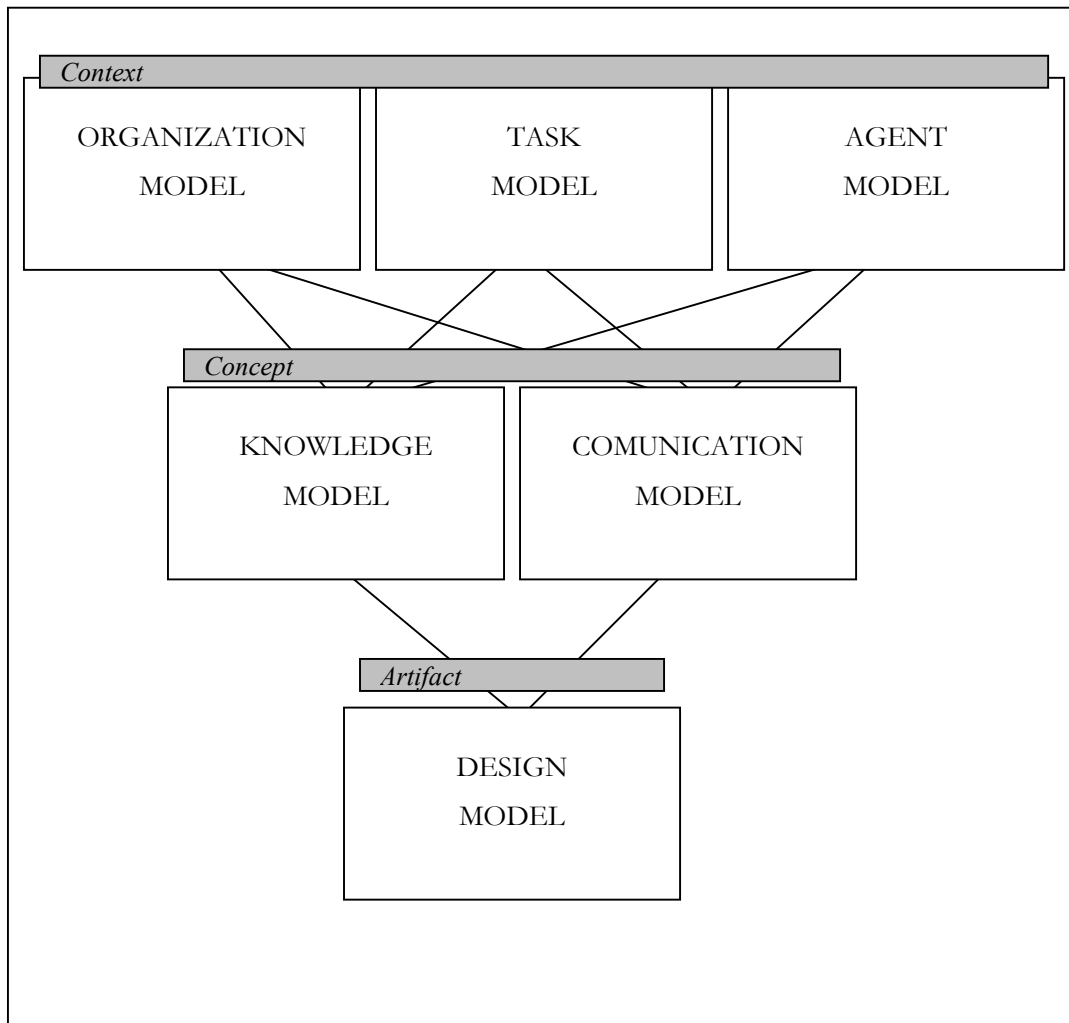 Context
ORGANIZATION
MODEL
TASK
MODEL
AGENT
MODEL
Concept
KNOWLEDGE
MODEL
COMUNICATION
MODEL
Artifact
DESIGN
MODEL